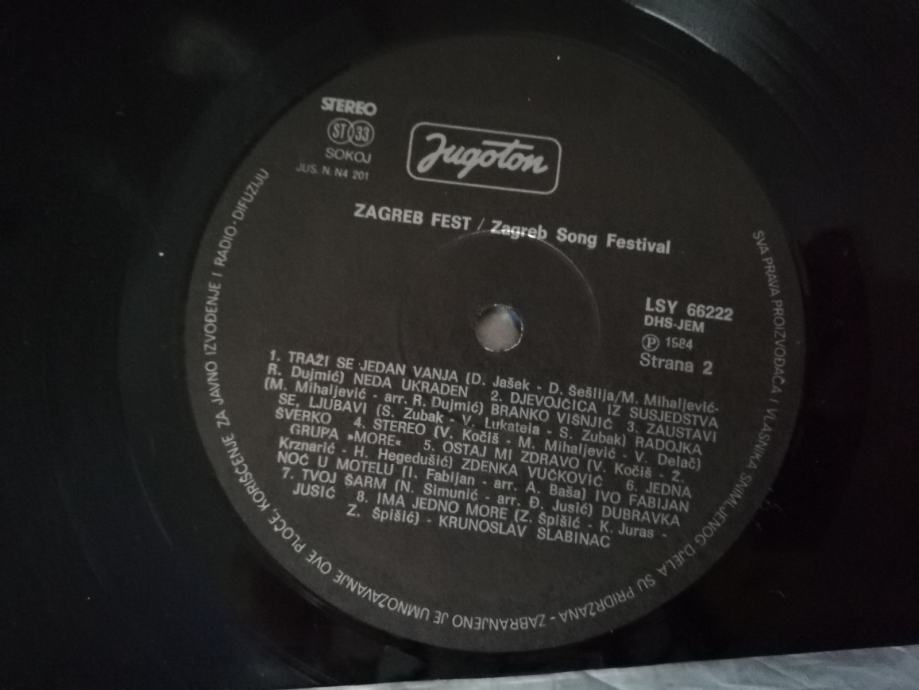 STEREO
ST 33
SOKOJ
JUS. N. N4 201
Jugoton
ZAGREB FEST / Zagreb Song Festival
LSY 66222
DHS-JEM
Ⓟ 1984
Strana 2
1. TRAŽI SE JEDAN VANJA (D. Jašek - D. Šešlija/M. Mihaljević-
R. Dujmić) NEDA UKRADEN 2. DJEVOJČICA IZ SUSJEDSTVA
(M. Mihaljević - arr. R. Dujmić) BRANKO VIŠNJIĆ 3. ZAUSTAVI
SE, LJUBAVI (S. Zubak - V. Lukatela - S. Zubak) RADOJKA
ŠVERKO 4. STEREO (V. Kočiš - M. Mihaljević - V. Delač)
GRUPA »MORE« 5. OSTAJ MI ZDRAVO (V. Kočiš - Z.
Krznarić - H. Hegedušić) ZDENKA VUČKOVIĆ 6. JEDNA
NOĆ U MOTELU (I. Fabijan - arr. A. Baša) IVO FABIJAN
7. TVOJ ŠARM (N. Simunić - arr. Đ. Jusić) DUBRAVKA
JUSIĆ 8. IMA JEDNO MORE (Z. Špišić - K. Juras -
Z. Špišić) - KRUNOSLAV SLABINAC
SVA PRAVA PROIZVOĐAČA I VLASNIKA SNIMLJENOG DJELA SU PRIDRŽANA - ZABRANJENO JE UMNOŽAVANJE OVE PLOČE, KORIŠĆENJE ZA JAVNO IZVOĐENJE I RADIO-DIFUZIJU